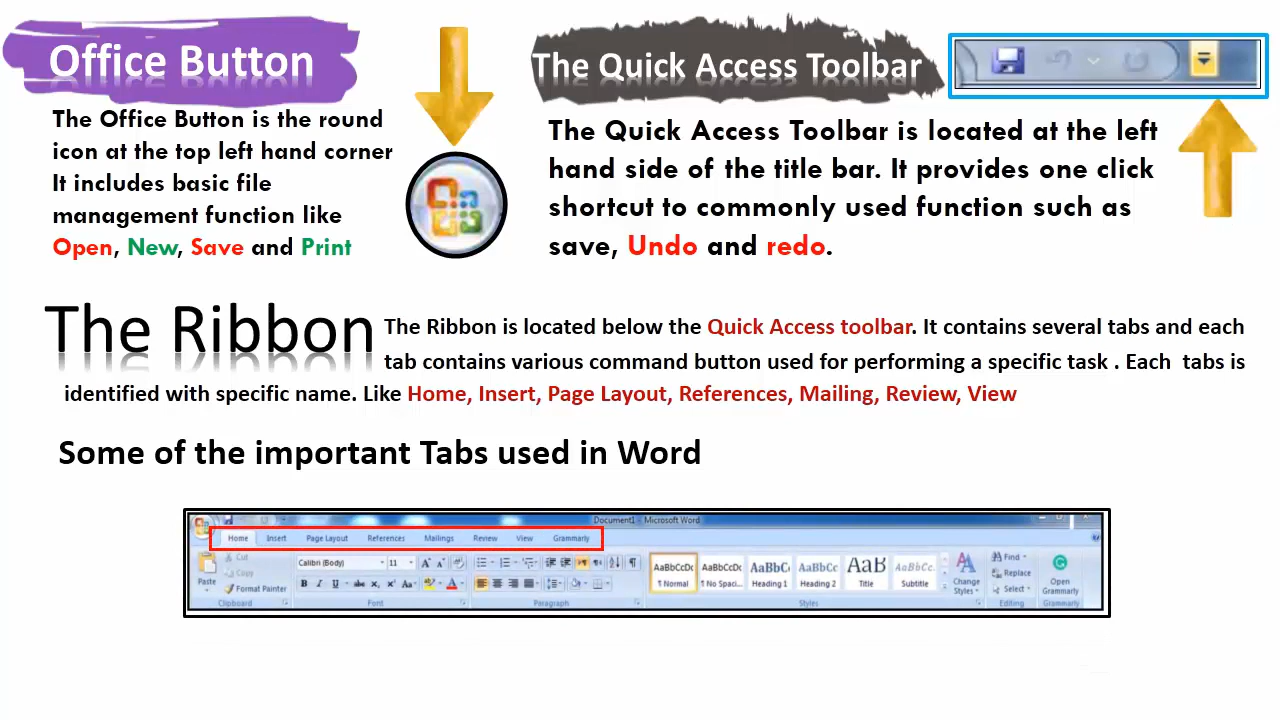 Office Button
The Office Button is the round
icon at the top left hand corner
It includes basic file
management function like
Open, New, Save and Print
The Quick Access Toolbar
The Quick Access Toolbar is located at the left
hand side of the title bar. It provides one click
shortcut to commonly used function such as
save, Undo and redo.
The Ribbon
The Ribbon is located below the Quick Access toolbar. It contains several tabs and each
tab contains various command button used for performing a specific task . Each tabs is
identified with specific name. Like Home, Insert, Page Layout, References, Mailing, Review, View
Some of the important Tabs used in Word
Document1 - Microsoft Word
Home Insert Page Layout References Mailings Review View Grammarly
Paste
Cut
Copy
Format Painter
Clipboard
Calibri (Body) 11
B I U abc X₂ X² Aa
Font
Paragraph
AaBbCcDc AaBbCcDc AaBbCc AaBbCc AaB AaBbCc.
¶ Normal ¶ No Spaci... Heading 1 Heading 2 Title Subtitle
Styles
Change
Styles
Find
Replace
Select
Editing
Open
Grammarly
Grammarly